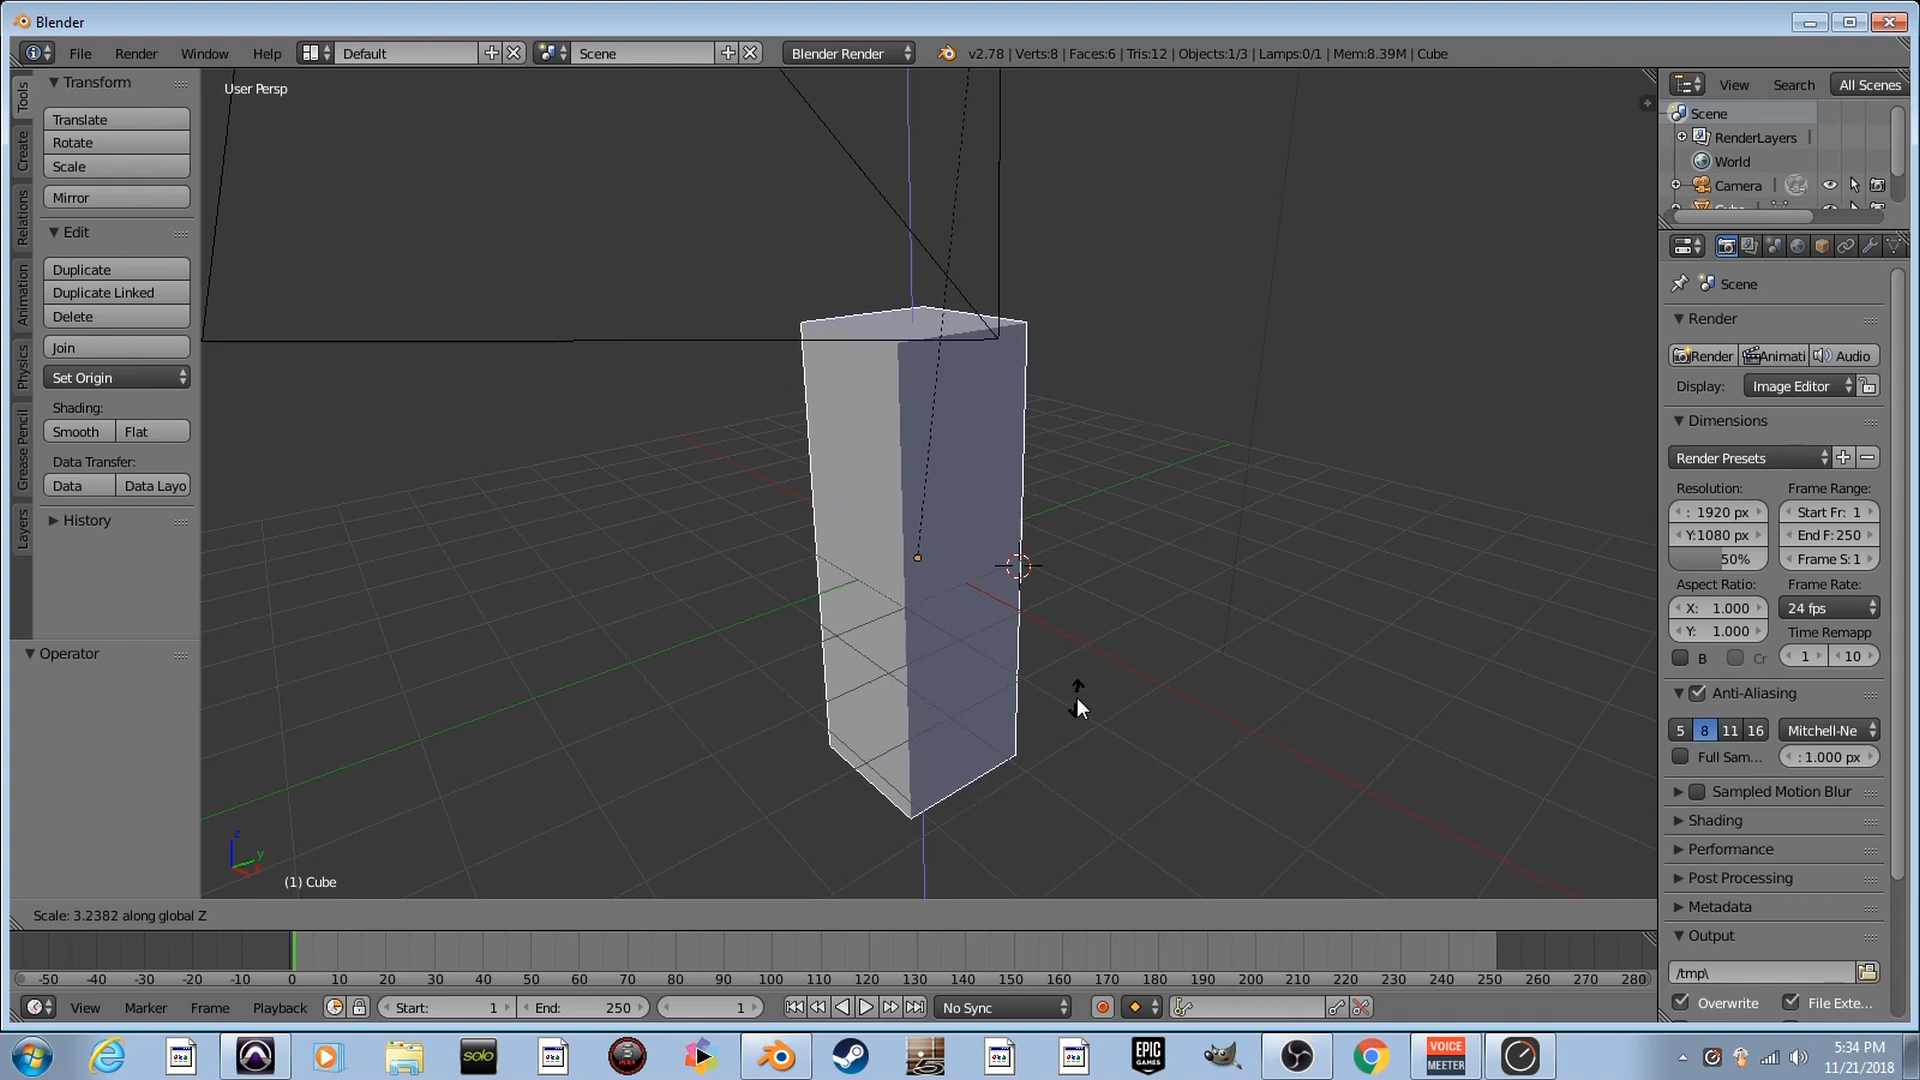 Blender
File Render Window Help Default Scene Blender Render v2.78 | Verts:8 | Faces:6 | Tris:12 | Objects:1/3 | Lamps:0/1 | Mem:8.39M | Cube
Tools
Create
Relations
Animation
Physics
Grease Pencil
Layers
Transform
Translate
Rotate
Scale
Mirror
Edit
Duplicate
Duplicate Linked
Delete
Join
Set Origin
Shading:
Smooth Flat
Data Transfer:
Data Data Layo
History
Operator
User Persp
z
y
x
(1) Cube
Scale: 3.2382 along global Z
View Search All Scenes
Scene
RenderLayers
World
Camera
Cube
Scene
Render
Render Animati Audio
Display: Image Editor
Dimensions
Render Presets
Resolution: Frame Range:
: 1920 px Start Fr: 1
Y:1080 px End F: 250
50% Frame S: 1
Aspect Ratio: Frame Rate:
X: 1.000 24 fps
Y: 1.000 Time Remapp
B Cr 1 10
Anti-Aliasing
5 8 11 16 Mitchell-Ne
Full Sam... : 1.000 px
Sampled Motion Blur
Shading
Performance
Post Processing
Metadata
Output
/tmp\
Overwrite File Exte...
-50 -40 -30 -20 -10 0 10 20 30 40 50 60 70 80 90 100 110 120 130 140 150 160 170 180 190 200 210 220 230 240 250 260 270 280
View Marker Frame Playback Start: 1 End: 250 1 No Sync
solo
EPIC GAMES
VOICE MEETER
5:34 PM
11/21/2018